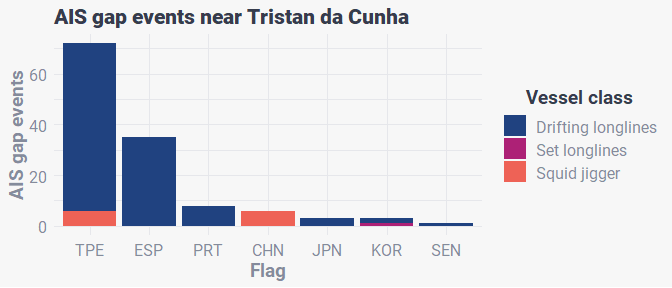 AIS gap events near Tristan da Cunha
AIS gap events
60
40
20
0
TPE ESP PRT CHN JPN KOR SEN
Flag
Vessel class
Drifting longlines
Set longlines
Squid jigger